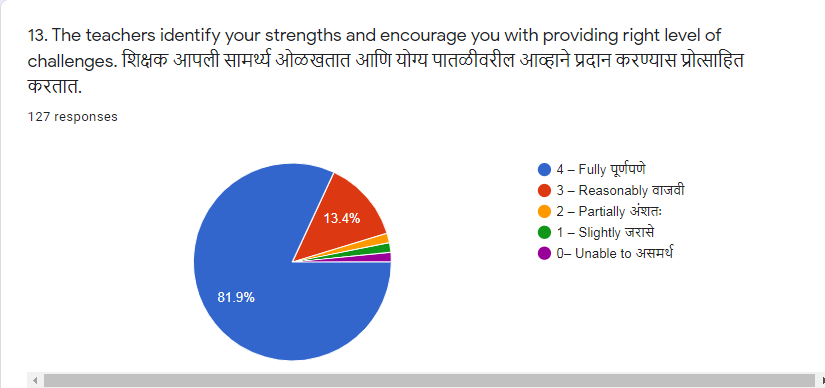 13. The teachers identify your strengths and encourage you with providing right level of
challenges. शिक्षक आपली सामर्थ्य ओळखतात आणि योग्य पातळीवरील आव्हाने प्रदान करण्यास प्रोत्साहित
करतात.
127 responses
4 – Fully पूर्णपणे
3 – Reasonably वाजवी
2 – Partially अंशतः
1 – Slightly जरासे
0– Unable to असमर्थ
13.4%
81.9%